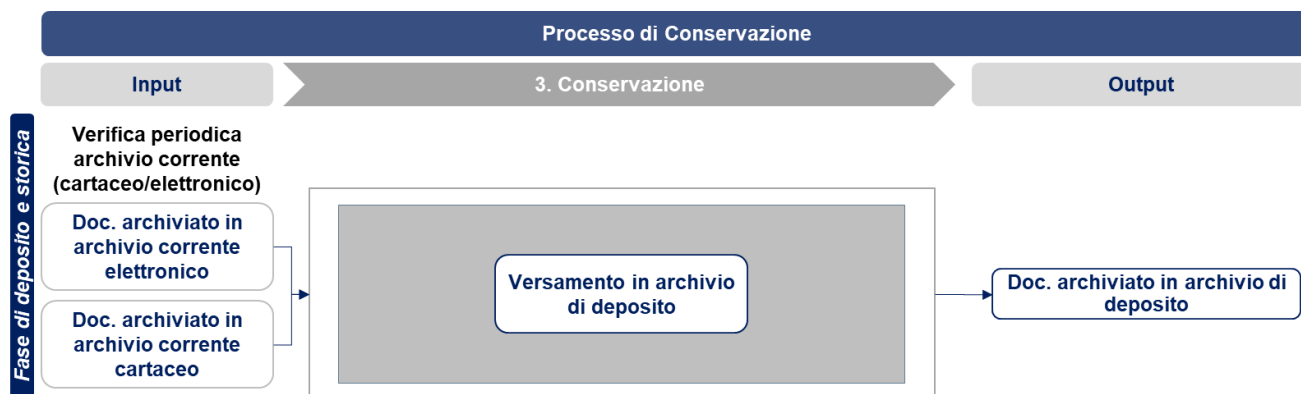 Processo di Conservazione
Input
3. Conservazione
Output
Fase di deposito e storica
Verifica periodica
archivio corrente
(cartaceo/elettronico)
Doc. archiviato in
archivio corrente
elettronico
Doc. archiviato in
archivio corrente
cartaceo
Versamento in archivio
di deposito
Doc. archiviato in archivio di
deposito